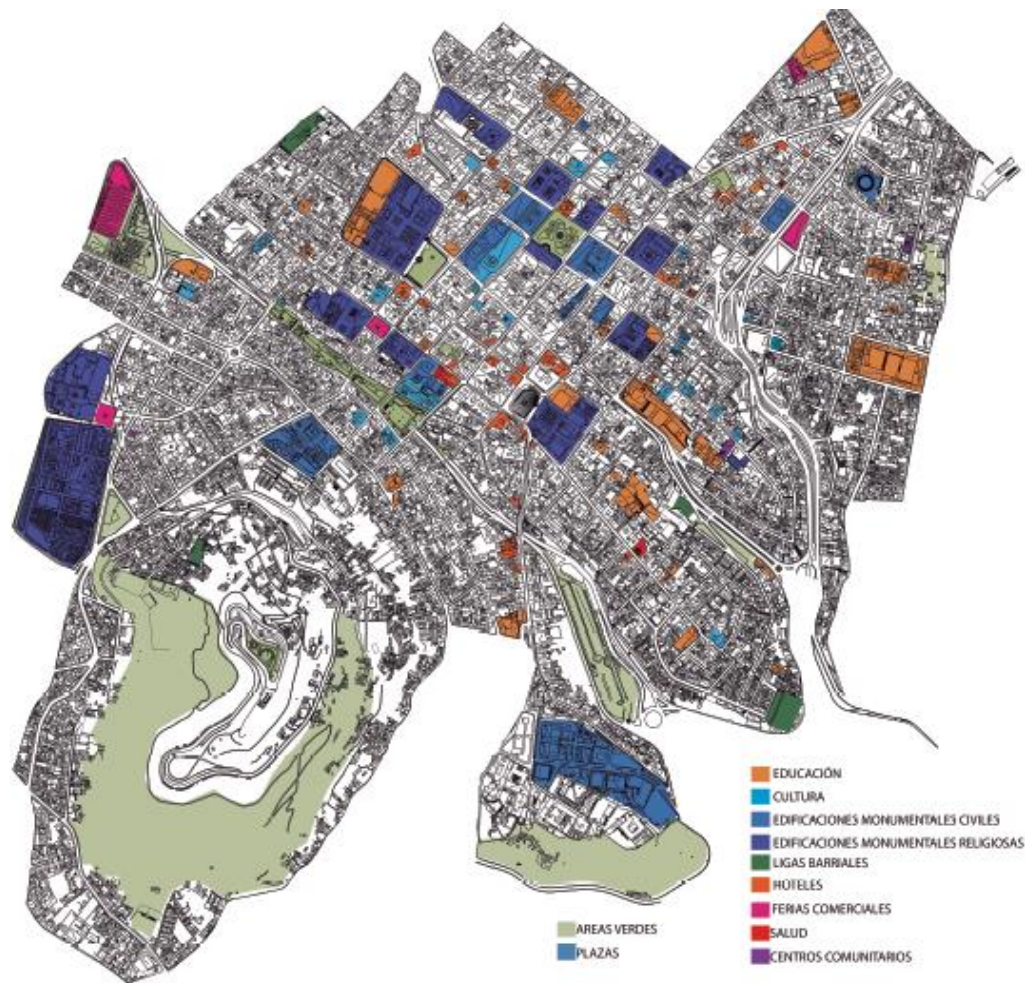 EDUCACIÓN
CULTURA
EDIFICACIONES MONUMENTALES CIVILES
EDIFICACIONES MONUMENTALES RELIGIOSAS
LIGAS BARRIALES
HOTELES
FERIAS COMERCIALES
SALUD
CENTROS COMUNITARIOS
AREAS VERDES
PLAZAS